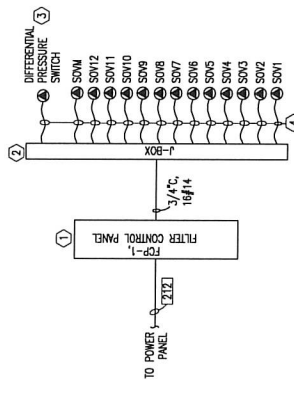 3
DIFFERENTIAL
PRESSURE
SWITCH
SOVM
SOV12
SOV11
SOV10
SOV9
SOV8
SOV7
SOV6
SOV5
SOV4
SOV3
SOV2
SOV1
2
J-BOX
3/4"C,
16#14
1
FCP-1,
FILTER CONTROL PANEL
212
TO POWER
PANEL